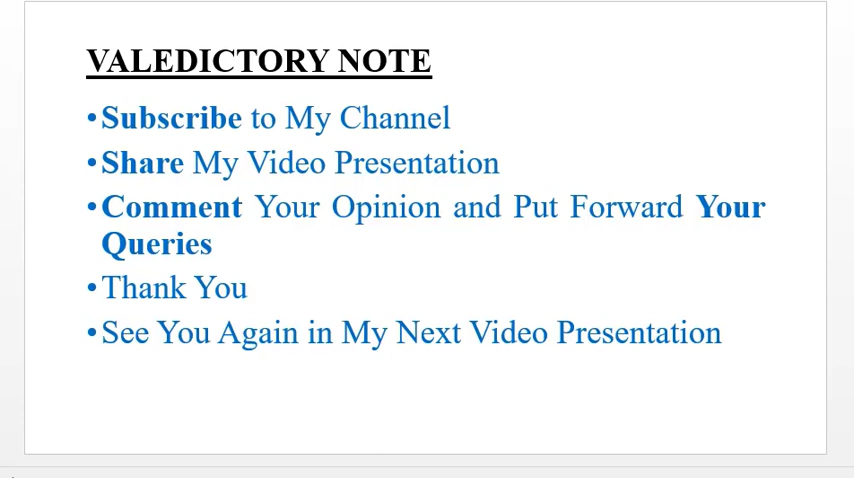 VALEDICTORY NOTE
•Subscribe to My Channel
•Share My Video Presentation
•Comment Your Opinion and Put Forward Your
Queries
•Thank You
•See You Again in My Next Video Presentation